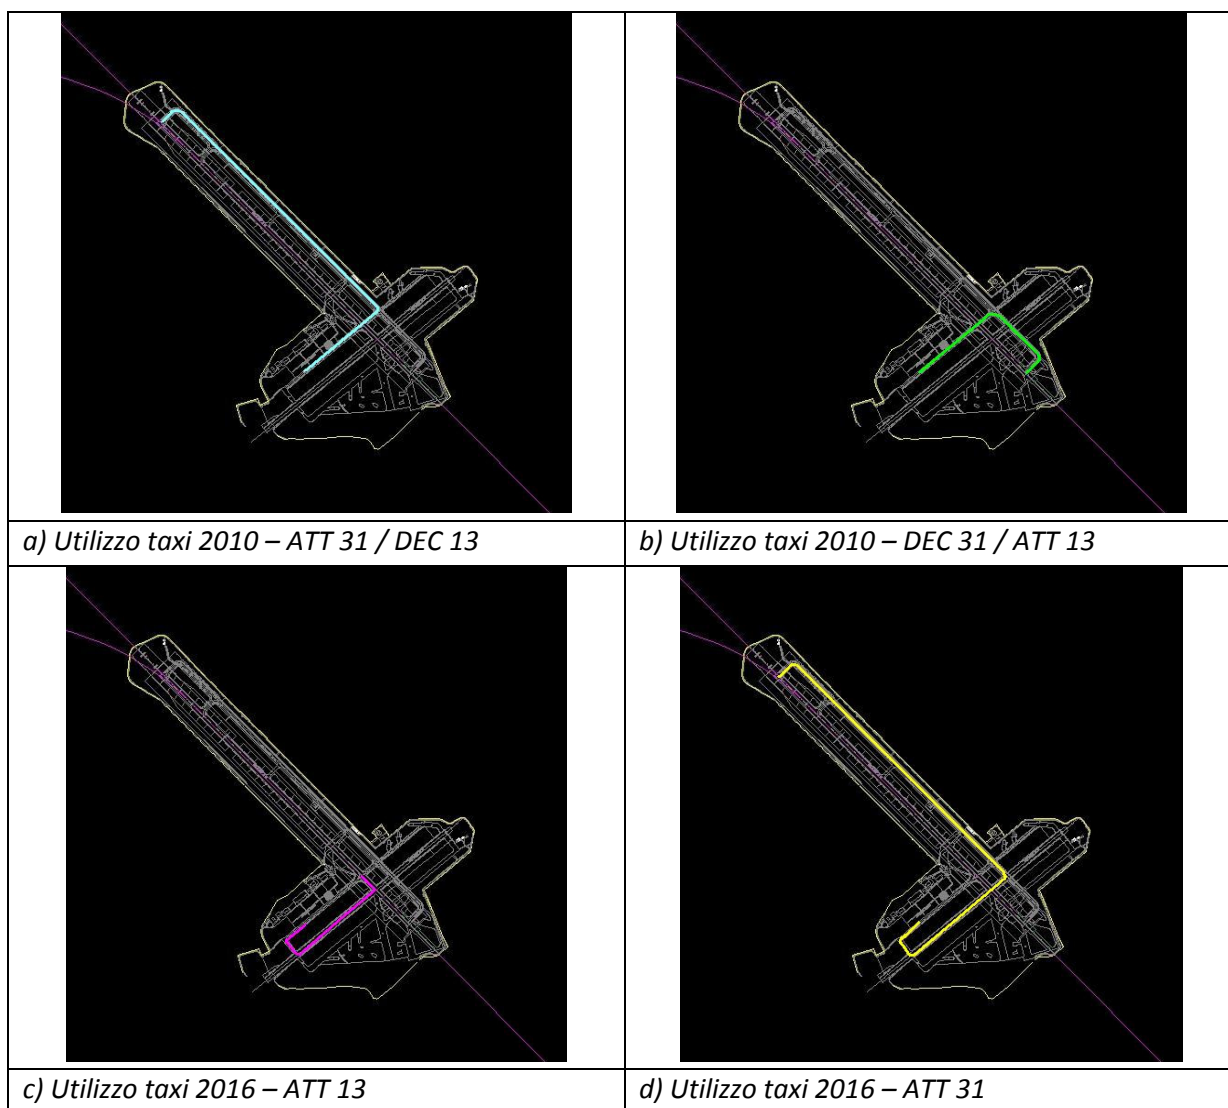 a) Utilizzo taxi 2010 – ATT 31 / DEC 13
b) Utilizzo taxi 2010 – DEC 31 / ATT 13
c) Utilizzo taxi 2016 – ATT 13
d) Utilizzo taxi 2016 – ATT 31